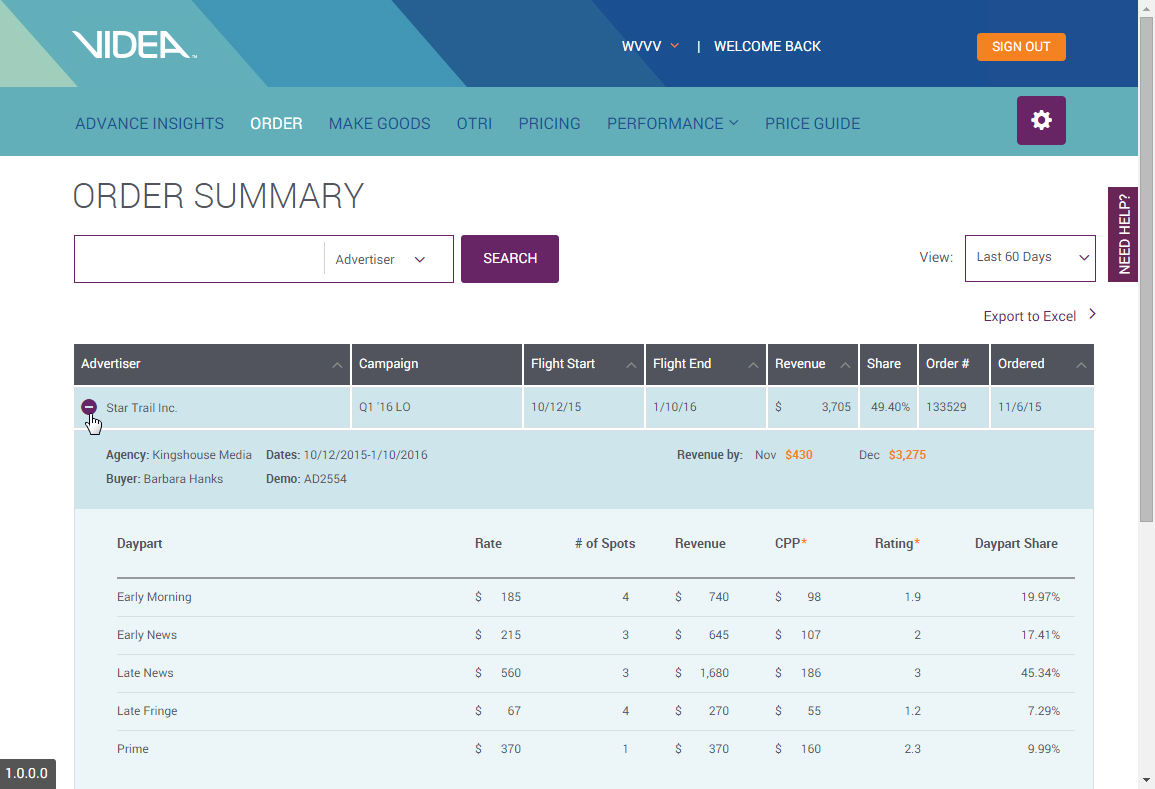 VIDEA™
WVVV | WELCOME BACK
SIGN OUT
ADVANCE INSIGHTS ORDER MAKE GOODS OTRI PRICING PERFORMANCE PRICE GUIDE
NEED HELP?
ORDER SUMMARY
Advertiser SEARCH View: Last 60 Days
Export to Excel
Advertiser Campaign Flight Start Flight End Revenue Share Order # Ordered
Star Trail Inc. Q1 '16 LO 10/12/15 1/10/16 $ 3,705 49.40% 133529 11/6/15
Agency: Kingshouse Media Dates: 10/12/2015-1/10/2016 Revenue by: Nov $430 Dec $3,275
Buyer: Barbara Hanks Demo: AD2554
Daypart Rate # of Spots Revenue CPP* Rating* Daypart Share
Early Morning $ 185 4 $ 740 $ 98 1.9 19.97%
Early News $ 215 3 $ 645 $ 107 2 17.41%
Late News $ 560 3 $ 1,680 $ 186 3 45.34%
Late Fringe $ 67 4 $ 270 $ 55 1.2 7.29%
Prime $ 370 1 $ 370 $ 160 2.3 9.99%
1.0.0.0